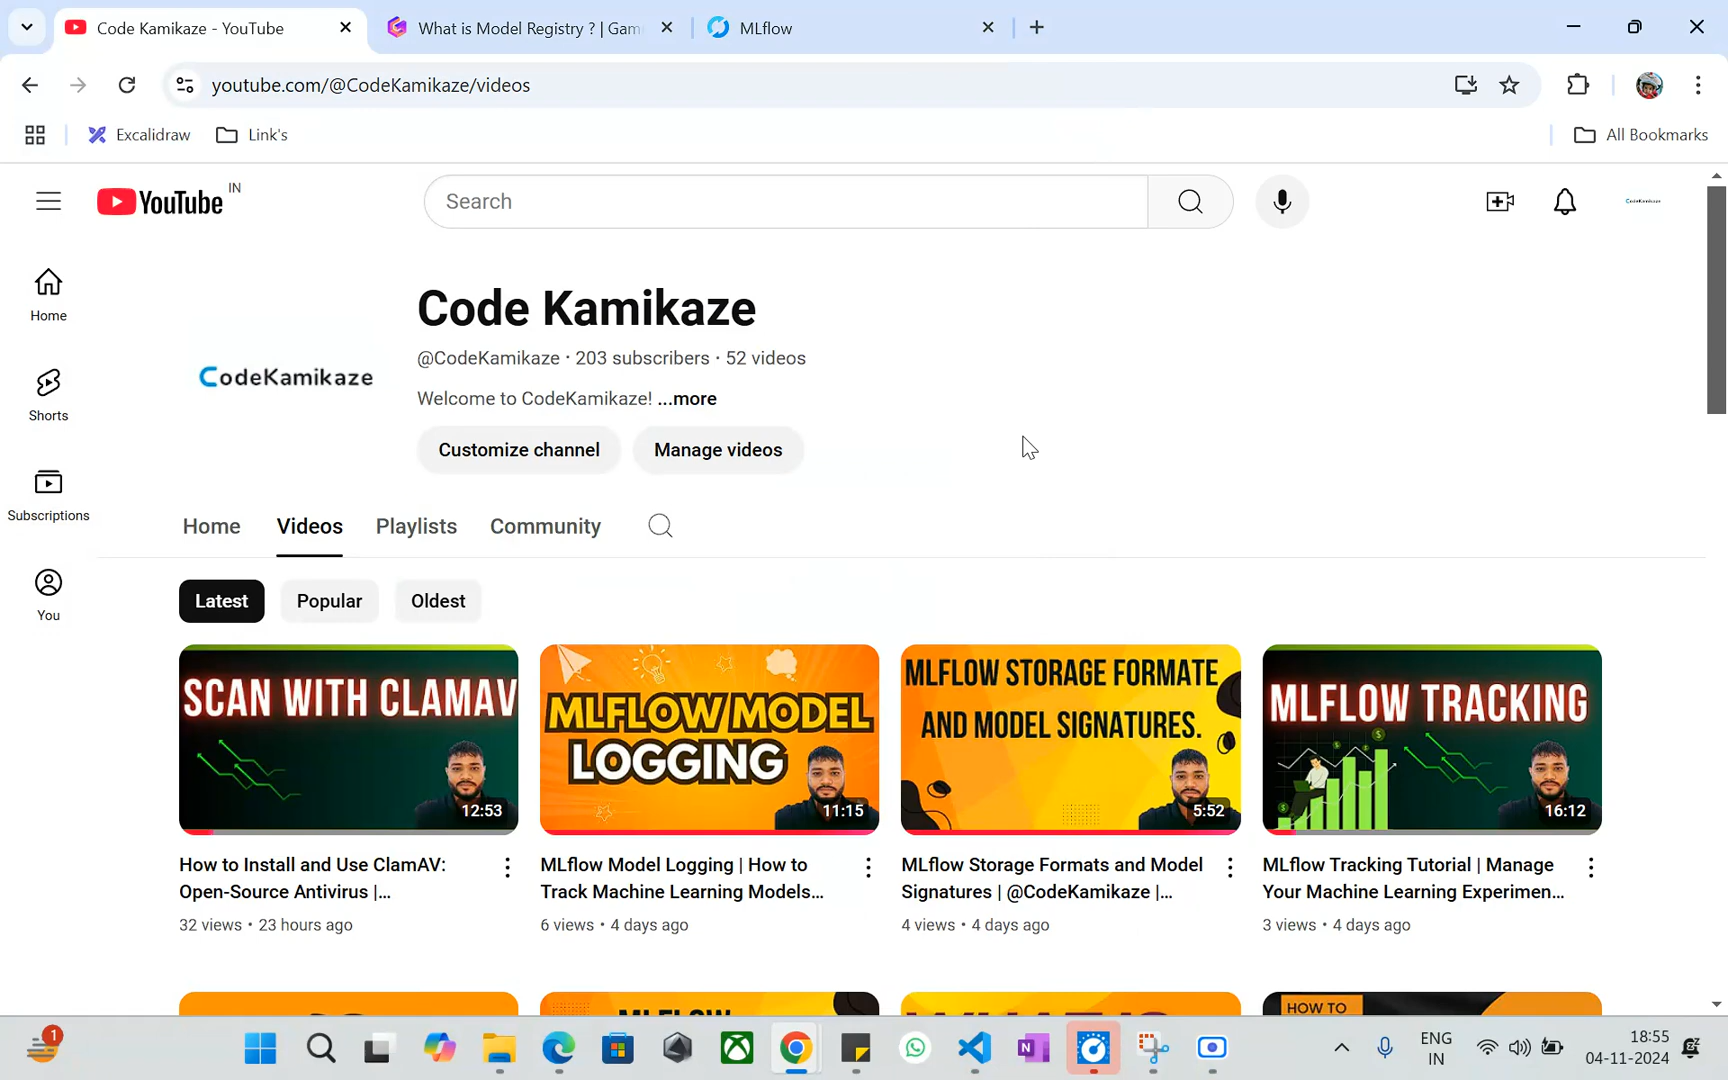 Code Kamikaze - YouTube
What is Model Registry ? | Gam
MLflow
youtube.com/@CodeKamikaze/videos
Excalidraw
Link's
All Bookmarks
YouTube IN
Search
CodeKamikaze
Home
Shorts
Subscriptions
You
CodeKamikaze
Code Kamikaze
@CodeKamikaze · 203 subscribers · 52 videos
Welcome to CodeKamikaze! ...more
Customize channel
Manage videos
Home
Videos
Playlists
Community
Latest
Popular
Oldest
SCAN WITH CLAMAV
12:53
How to Install and Use ClamAV:
Open-Source Antivirus |...
32 views • 23 hours ago
MLFLOW MODEL
LOGGING
11:15
MLflow Model Logging | How to
Track Machine Learning Models...
6 views • 4 days ago
MLFLOW STORAGE FORMATE
AND MODEL SIGNATURES.
5:52
MLflow Storage Formats and Model
Signatures | @CodeKamikaze |...
4 views • 4 days ago
MLFLOW TRACKING
16:12
MLflow Tracking Tutorial | Manage
Your Machine Learning Experimen...
3 views • 4 days ago
MLFLOW
WHAT IS
HOW TO
1
ENG
IN
18:55
04-11-2024